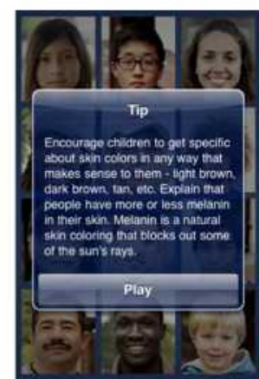 Tip
Encourage children to get specific
about skin colors in any way that
makes sense to them - light brown,
dark brown, tan, etc. Explain that
people have more or less melanin
in their skin. Melanin is a natural
skin coloring that blocks out some
of the sun's rays.
Play